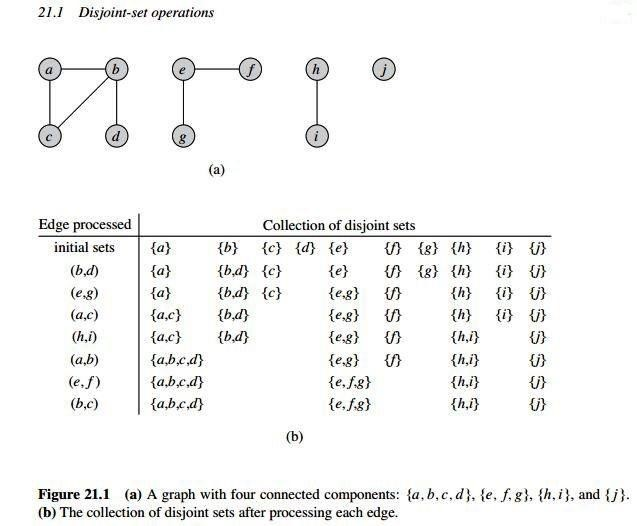 21.1 Disjoint-set operations
a b e f h j
c d g i
(a)
Edge processed Collection of disjoint sets
initial sets {a} {b} {c} {d} {e} {f} {g} {h} {i} {j}
(b,d) {a} {b,d} {c} {e} {f} {g} {h} {i} {j}
(e,g) {a} {b,d} {c} {e,g} {f} {h} {i} {j}
(a,c) {a,c} {b,d} {e,g} {f} {h} {i} {j}
(h,i) {a,c} {b,d} {e,g} {f} {h,i} {j}
(a,b) {a,b,c,d} {e,g} {f} {h,i} {j}
(e,f) {a,b,c,d} {e,f,g} {h,i} {j}
(b,c) {a,b,c,d} {e,f,g} {h,i} {j}
(b)
Figure 21.1 (a) A graph with four connected components: {a, b, c, d}, {e, f, g}, {h, i}, and {j}.
(b) The collection of disjoint sets after processing each edge.